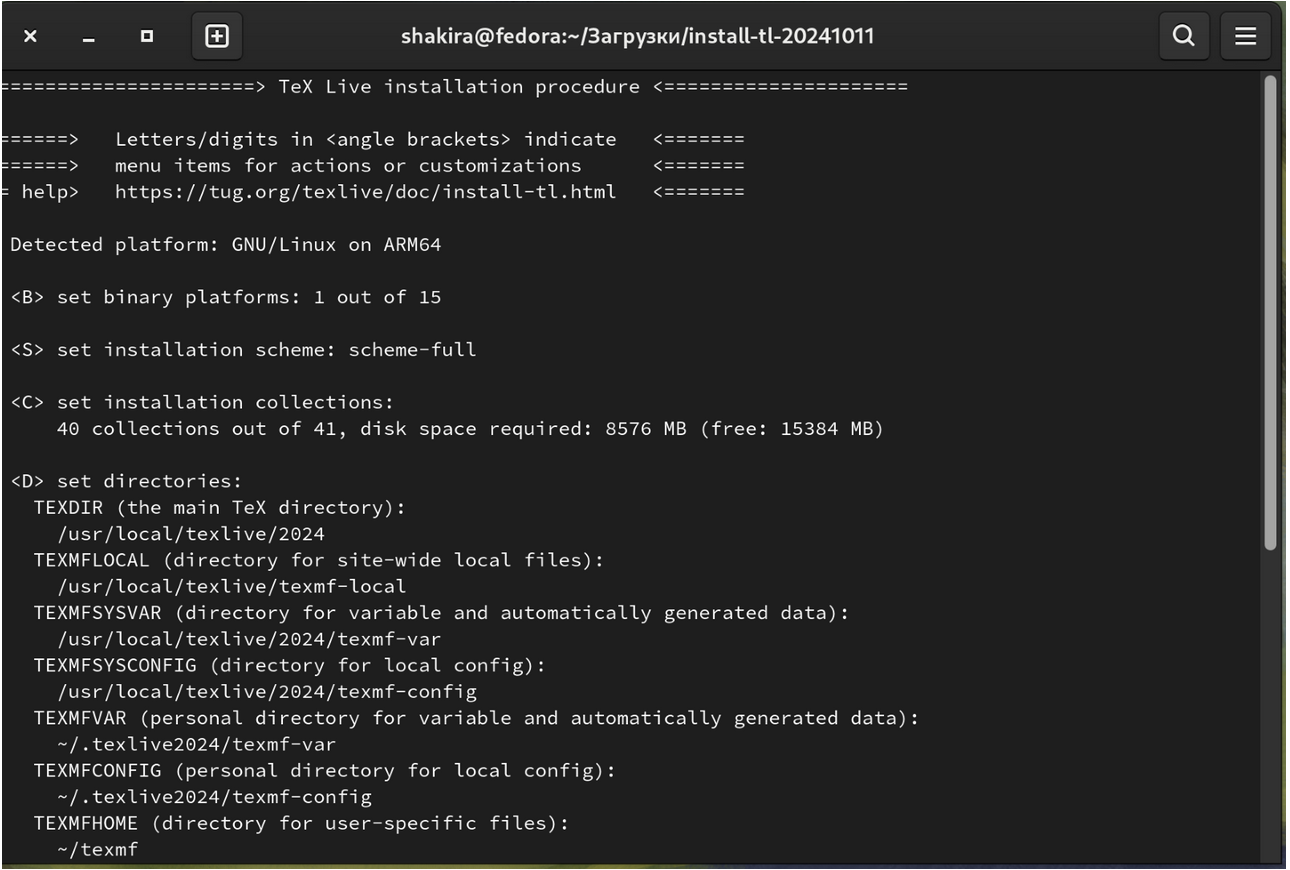 shakira@fedora:~/Загрузки/install-tl-20241011
=====================> TeX Live installation procedure <=====================
======>   Letters/digits in <angle brackets> indicate   <=======
======>   menu items for actions or customizations      <=======
= help>   https://tug.org/texlive/doc/install-tl.html   <=======
Detected platform: GNU/Linux on ARM64
<B> set binary platforms: 1 out of 15
<S> set installation scheme: scheme-full
<C> set installation collections:
    40 collections out of 41, disk space required: 8576 MB (free: 15384 MB)
<D> set directories:
  TEXDIR (the main TeX directory):
    /usr/local/texlive/2024
  TEXMFLOCAL (directory for site-wide local files):
    /usr/local/texlive/texmf-local
  TEXMFSYSVAR (directory for variable and automatically generated data):
    /usr/local/texlive/2024/texmf-var
  TEXMFSYSCONFIG (directory for local config):
    /usr/local/texlive/2024/texmf-config
  TEXMFVAR (personal directory for variable and automatically generated data):
    ~/.texlive2024/texmf-var
  TEXMFCONFIG (personal directory for local config):
    ~/.texlive2024/texmf-config
  TEXMFHOME (directory for user-specific files):
    ~/texmf